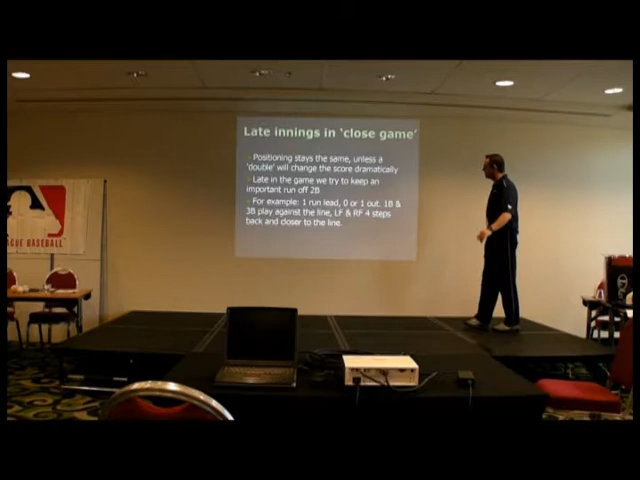 Late innings in 'close game'
Positioning stays the same, unless a
'double' will change the score dramatically
Late in the game we try to keep an
important run off 2B
For example: 1 run lead, 0 or 1 out. 1B &
3B play against the line, LF & RF 4 steps
back and closer to the line.
AGUE BASEBALL